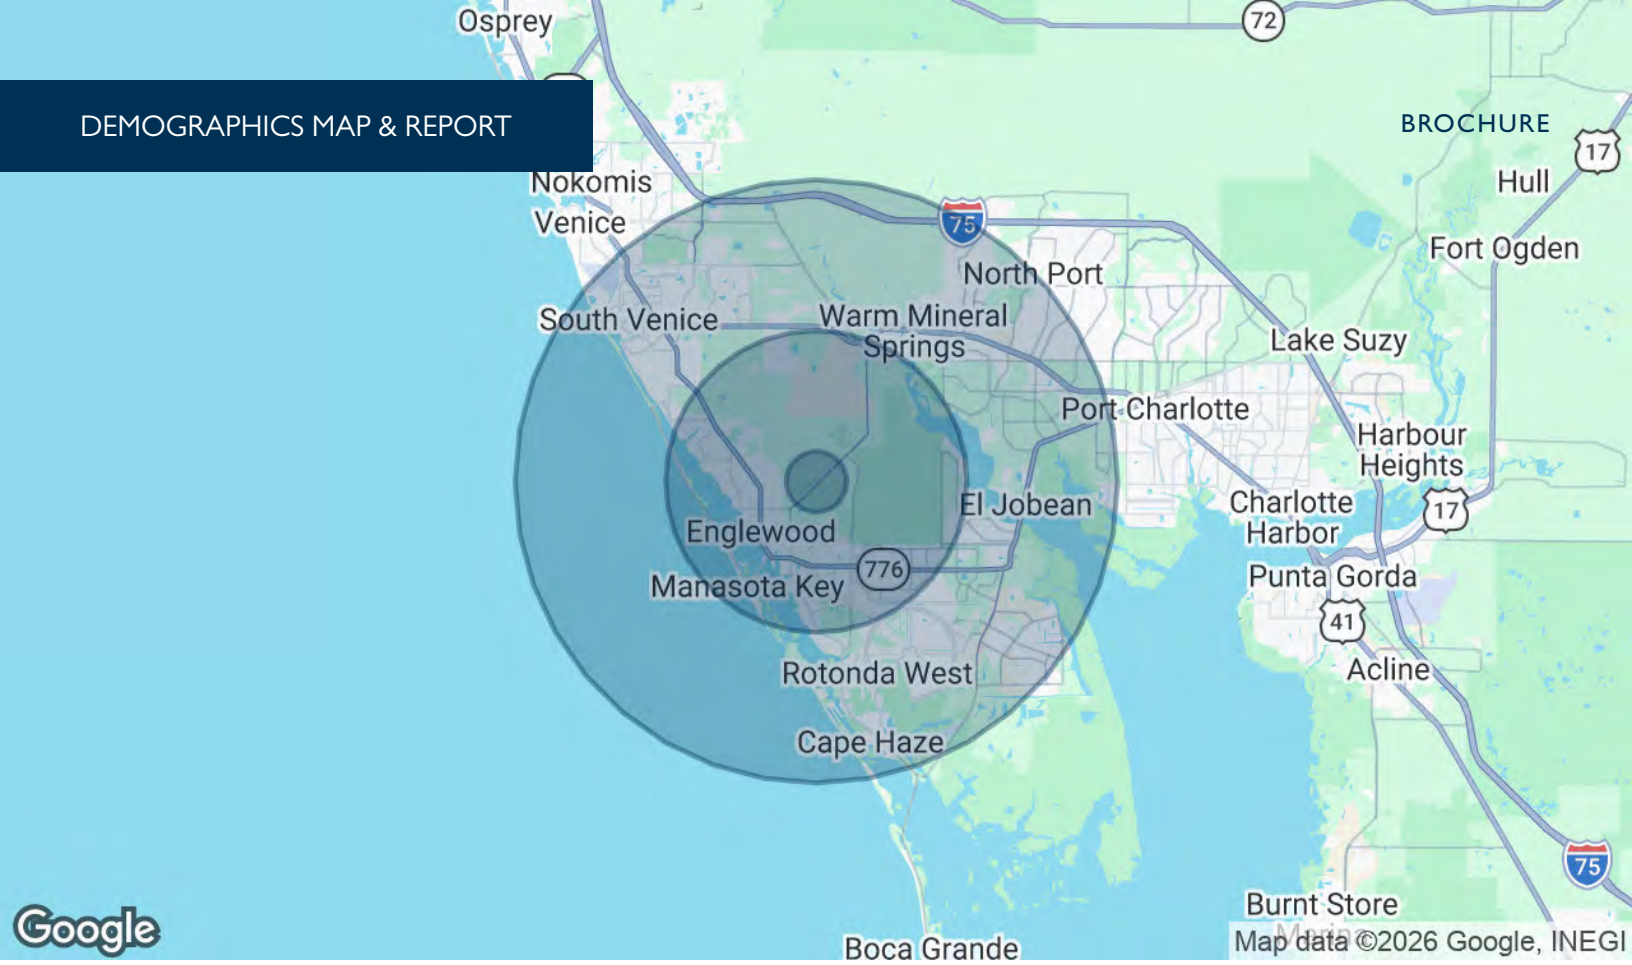 Osprey
72
DEMOGRAPHICS MAP & REPORT
BROCHURE
17
Nokomis
Hull
Venice
75
Fort Ogden
North Port
South Venice
Warm Mineral
Springs
Lake Suzy
Port Charlotte
Harbour
Heights
El Jobean
Charlotte
Harbor
17
Englewood
776
Manasota Key
Punta Gorda
41
Rotonda West
Acline
Cape Haze
75
Burnt Store
Marina
Google
Boca Grande
Map data ©2026 Google, INEGI